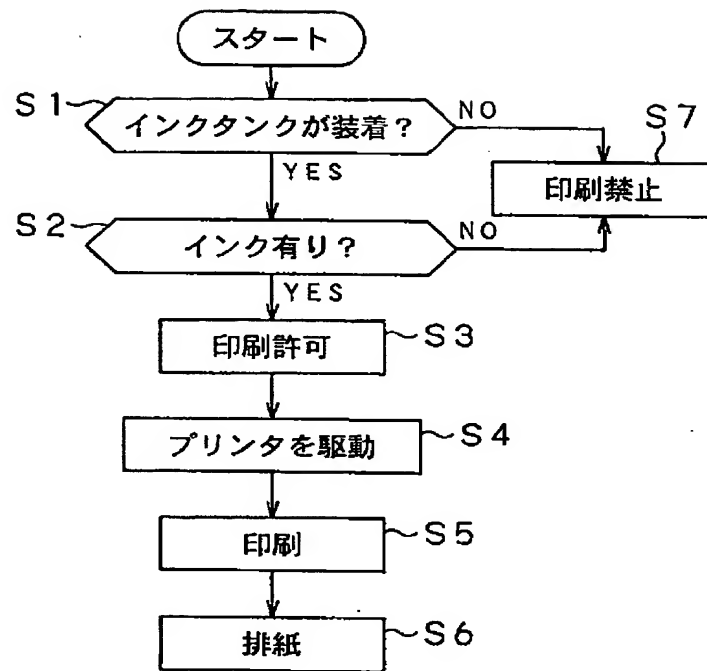 スタート
S1 インクタンクが装着? NO S7
YES 印刷禁止
S2 インク有り? NO
YES
印刷許可 S3
プリンタを駆動 S4
印刷 S5
排紙 S6